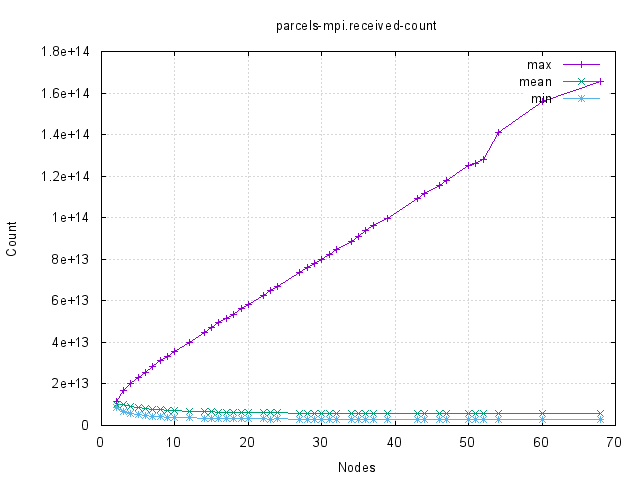 parcels-mpi.received-count
1.8e+14
1.6e+14
1.4e+14
1.2e+14
1e+14
8e+13
6e+13
4e+13
2e+13
0
max
mean
min
Count
0 10 20 30 40 50 60 70
Nodes